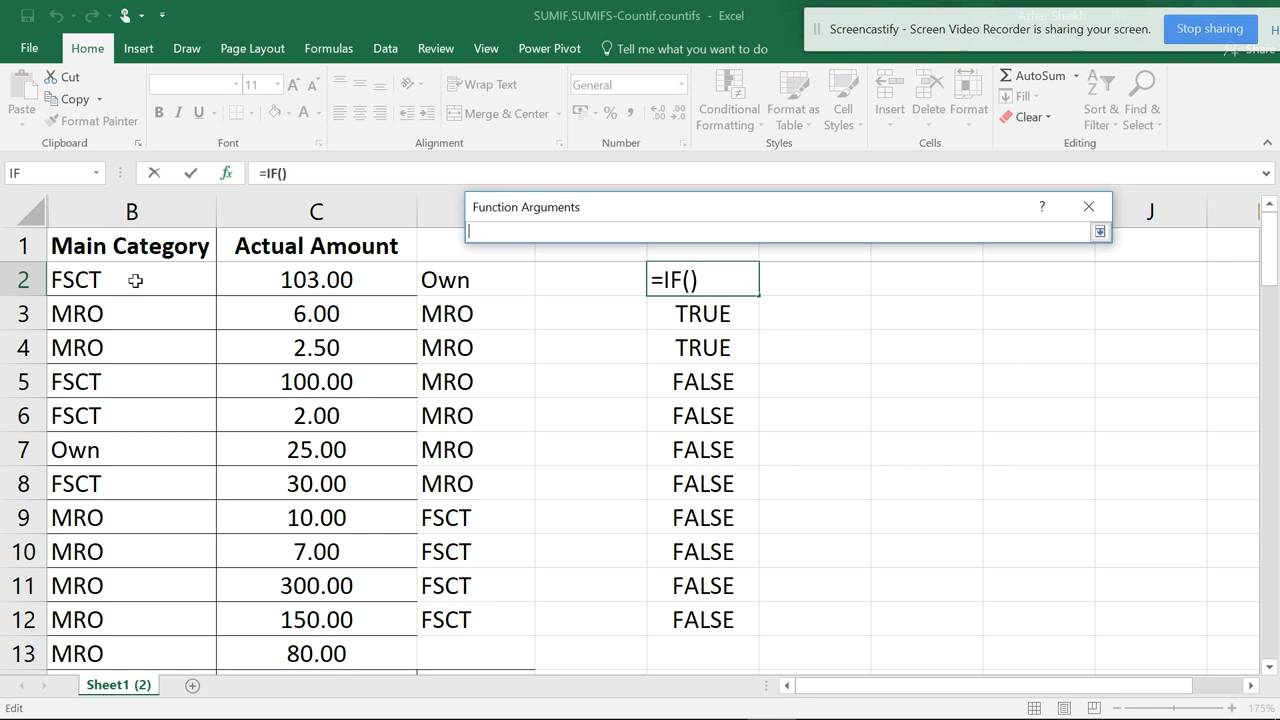 SUMIF,SUMIFS-Countif,countifs - Excel
Screencastify - Screen Video Recorder is sharing your screen.
Stop sharing
H
File Home Insert Draw Page Layout Formulas Data Review View Power Pivot Tell me what you want to do
Share
Paste
Cut
Copy
Format Painter
Clipboard
11
A A
B I U
A
Font
Wrap Text
Merge & Center
Alignment
General
% ,
Number
Conditional Formatting
Format as Table
Cell Styles
Styles
Insert Delete Format
Cells
AutoSum
Fill
Clear
Sort & Filter
Find & Select
Editing
IF fx =IF()
Function Arguments ?
B C J
1 Main Category Actual Amount
2 FSCT 103.00 Own =IF()
3 MRO 6.00 MRO TRUE
4 MRO 2.50 MRO TRUE
5 FSCT 100.00 MRO FALSE
6 FSCT 2.00 MRO FALSE
7 Own 25.00 MRO FALSE
8 FSCT 30.00 MRO FALSE
9 MRO 10.00 FSCT FALSE
10 MRO 7.00 FSCT FALSE
11 MRO 300.00 FSCT FALSE
12 MRO 150.00 FSCT FALSE
13 MRO 80.00
Sheet1 (2)
Edit
175%